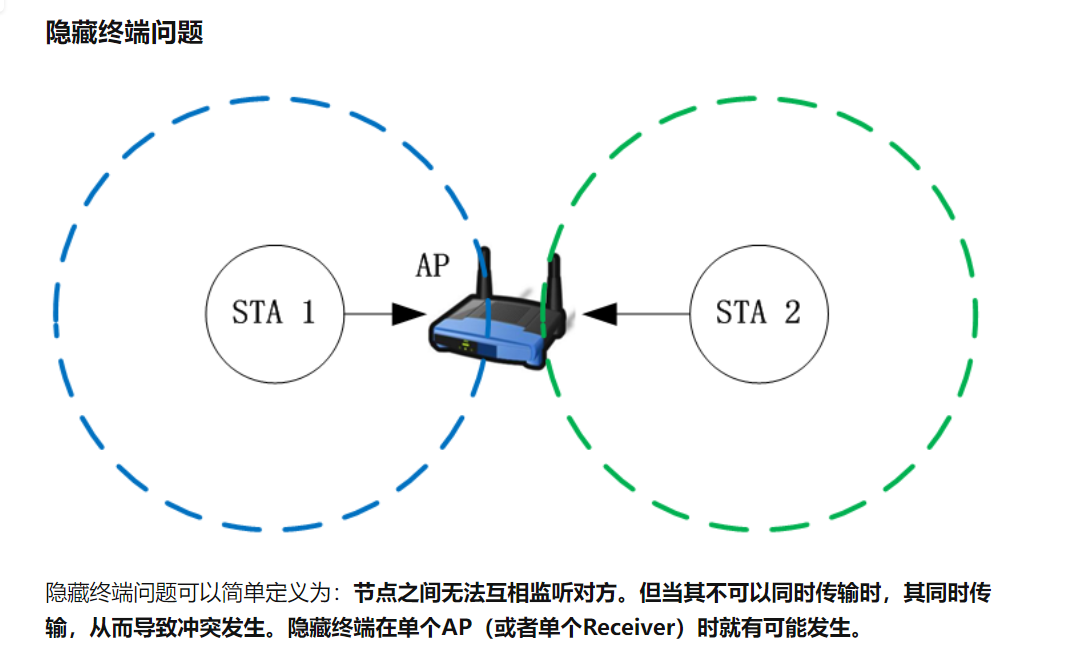 隐藏终端问题
AP
STA 1
STA 2
隐藏终端问题可以简单定义为：节点之间无法互相监听对方。但当其不可以同时传输时，其同时传
输，从而导致冲突发生。隐藏终端在单个AP（或者单个Receiver）时就有可能发生。